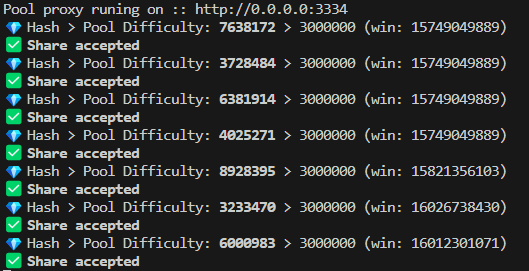 Pool proxy runing on :: http://0.0.0.0:3334
💎 Hash > Pool Difficulty: 7638172 > 3000000 (win: 15749049889)
✅ Share accepted
💎 Hash > Pool Difficulty: 3728484 > 3000000 (win: 15749049889)
✅ Share accepted
💎 Hash > Pool Difficulty: 6381914 > 3000000 (win: 15749049889)
✅ Share accepted
💎 Hash > Pool Difficulty: 4025271 > 3000000 (win: 15749049889)
✅ Share accepted
💎 Hash > Pool Difficulty: 8928395 > 3000000 (win: 15821356103)
✅ Share accepted
💎 Hash > Pool Difficulty: 3233470 > 3000000 (win: 16026738430)
✅ Share accepted
💎 Hash > Pool Difficulty: 6000983 > 3000000 (win: 16012301071)
✅ Share accepted